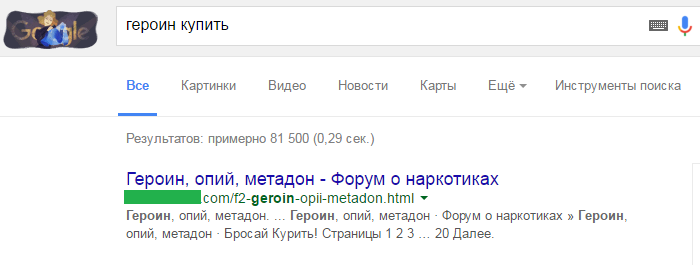 Google
героин купить
Все Картинки Видео Новости Карты Ещё Инструменты поиска
Результатов: примерно 81 500 (0,29 сек.)
Героин, опий, метадон - Форум о наркотиках
.com/f2-geroin-opii-metadon.html
Героин, опий, метадон. ... Героин, опий, метадон · Форум о наркотиках » Героин,
опий, метадон · Бросай Курить! Страницы 1 2 3 … 20 Далее.